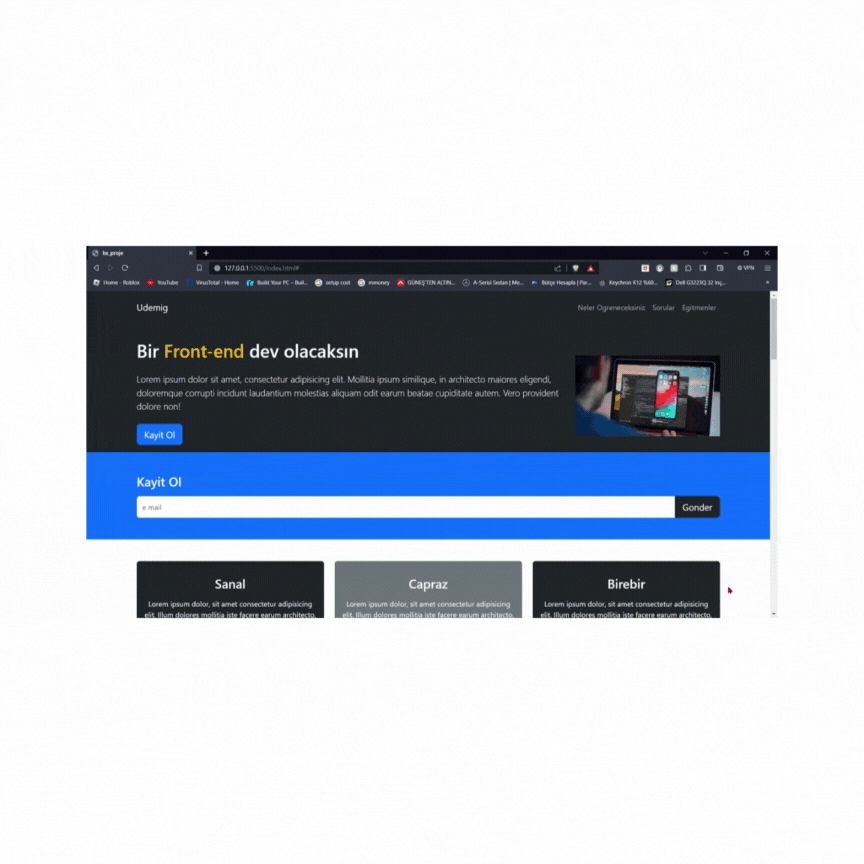 bs_proje
127.0.0.1:5500/index.html#
VPN
Home - Roblox YouTube VirusTotal - Home Build Your PC - Buil... setup cost mmoney GÜNEŞ'TEN ALTIN... A-Serisi Sedan | Me... Bütçe Hesapla | Par... Keychron K12 %60... Dell G3223Q 32 inç...
Udemig
Neler Ogreneceksiniz Sorular Egitmenler
Bir Front-end dev olacaksın
Lorem ipsum dolor sit amet, consectetur adipisicing elit. Mollitia ipsum similique, in architecto maiores eligendi,
doloremque corrupti incidunt laudantium molestias aliquam odit earum beatae cupiditate autem. Vero provident
dolore non!
Kayit Ol
Kayit Ol
e mail
Gonder
Sanal
Lorem ipsum dolor, sit amet consectetur adipisicing
elit. Illum dolores mollitia iste facere earum architecto,
Capraz
Lorem ipsum dolor, sit amet consectetur adipisicing
elit. Illum dolores mollitia iste facere earum architecto,
Birebir
Lorem ipsum dolor, sit amet consectetur adipisicing
elit. Illum dolores mollitia iste facere earum architecto,